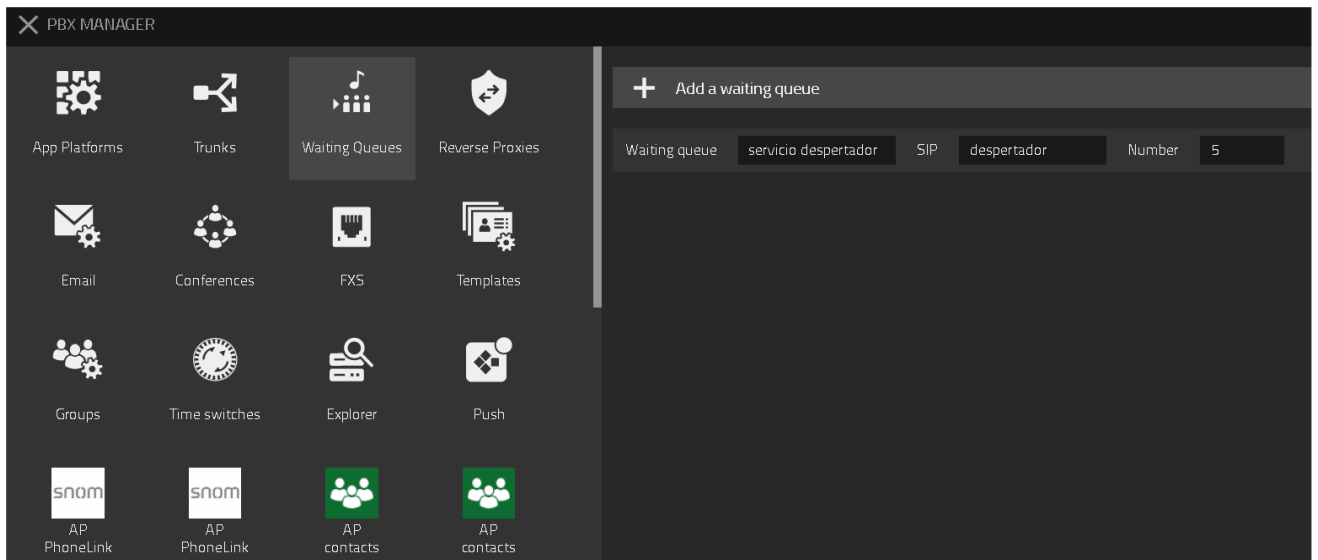 PBX MANAGER
App Platforms
Trunks
Waiting Queues
Reverse Proxies
Email
Conferences
FXS
Templates
Groups
Time switches
Explorer
Push
snom
AP
PhoneLink
snom
AP
PhoneLink
AP
contacts
AP
contacts
+ Add a waiting queue
Waiting queue servicio despertador SIP despertador Number 5